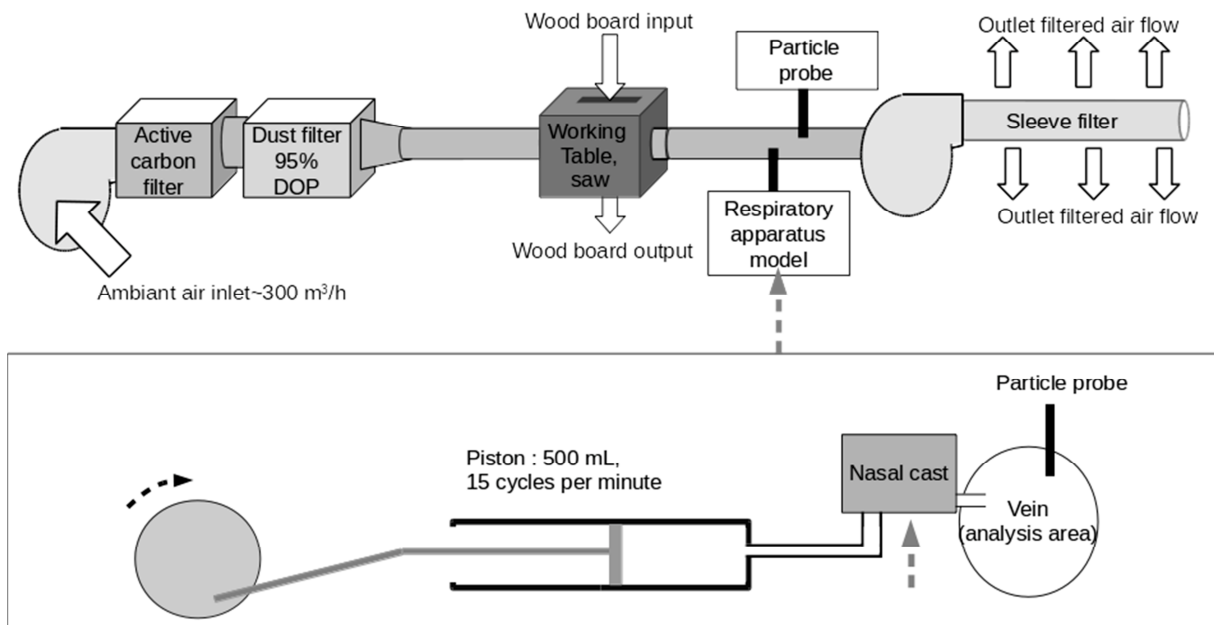 Wood board input
Outlet filtered air flow
Particle
probe
Active
carbon
filter
Dust filter
95%
DOP
Working
Table,
saw
Sleeve filter
Respiratory
apparatus
model
Outlet filtered air flow
Wood board output
Ambiant air inlet~300 m³/h
Particle probe
Piston : 500 mL,
15 cycles per minute
Nasal cast
Vein
(analysis area)